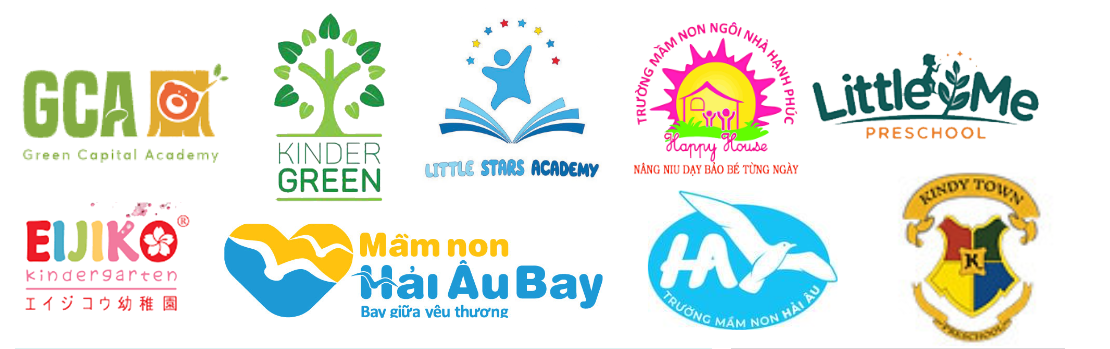 GCA
Green Capital Academy
KINDER
GREEN
LITTLE STARS ACADEMY
TRƯỜNG MẦM NON NGÔI NHÀ HẠNH PHÚC
Happy House
NÂNG NIU DẠY BẢO BÉ TỪNG NGÀY
Little Me
PRESCHOOL
EIJIKO®
kindergarten
エイジコウ幼稚園
Mầm non
Hải Âu Bay
Bay giữa yêu thương
HA
TRƯỜNG MẦM NON HẢI ÂU
KINDY TOWN
K
PRESCHOOL